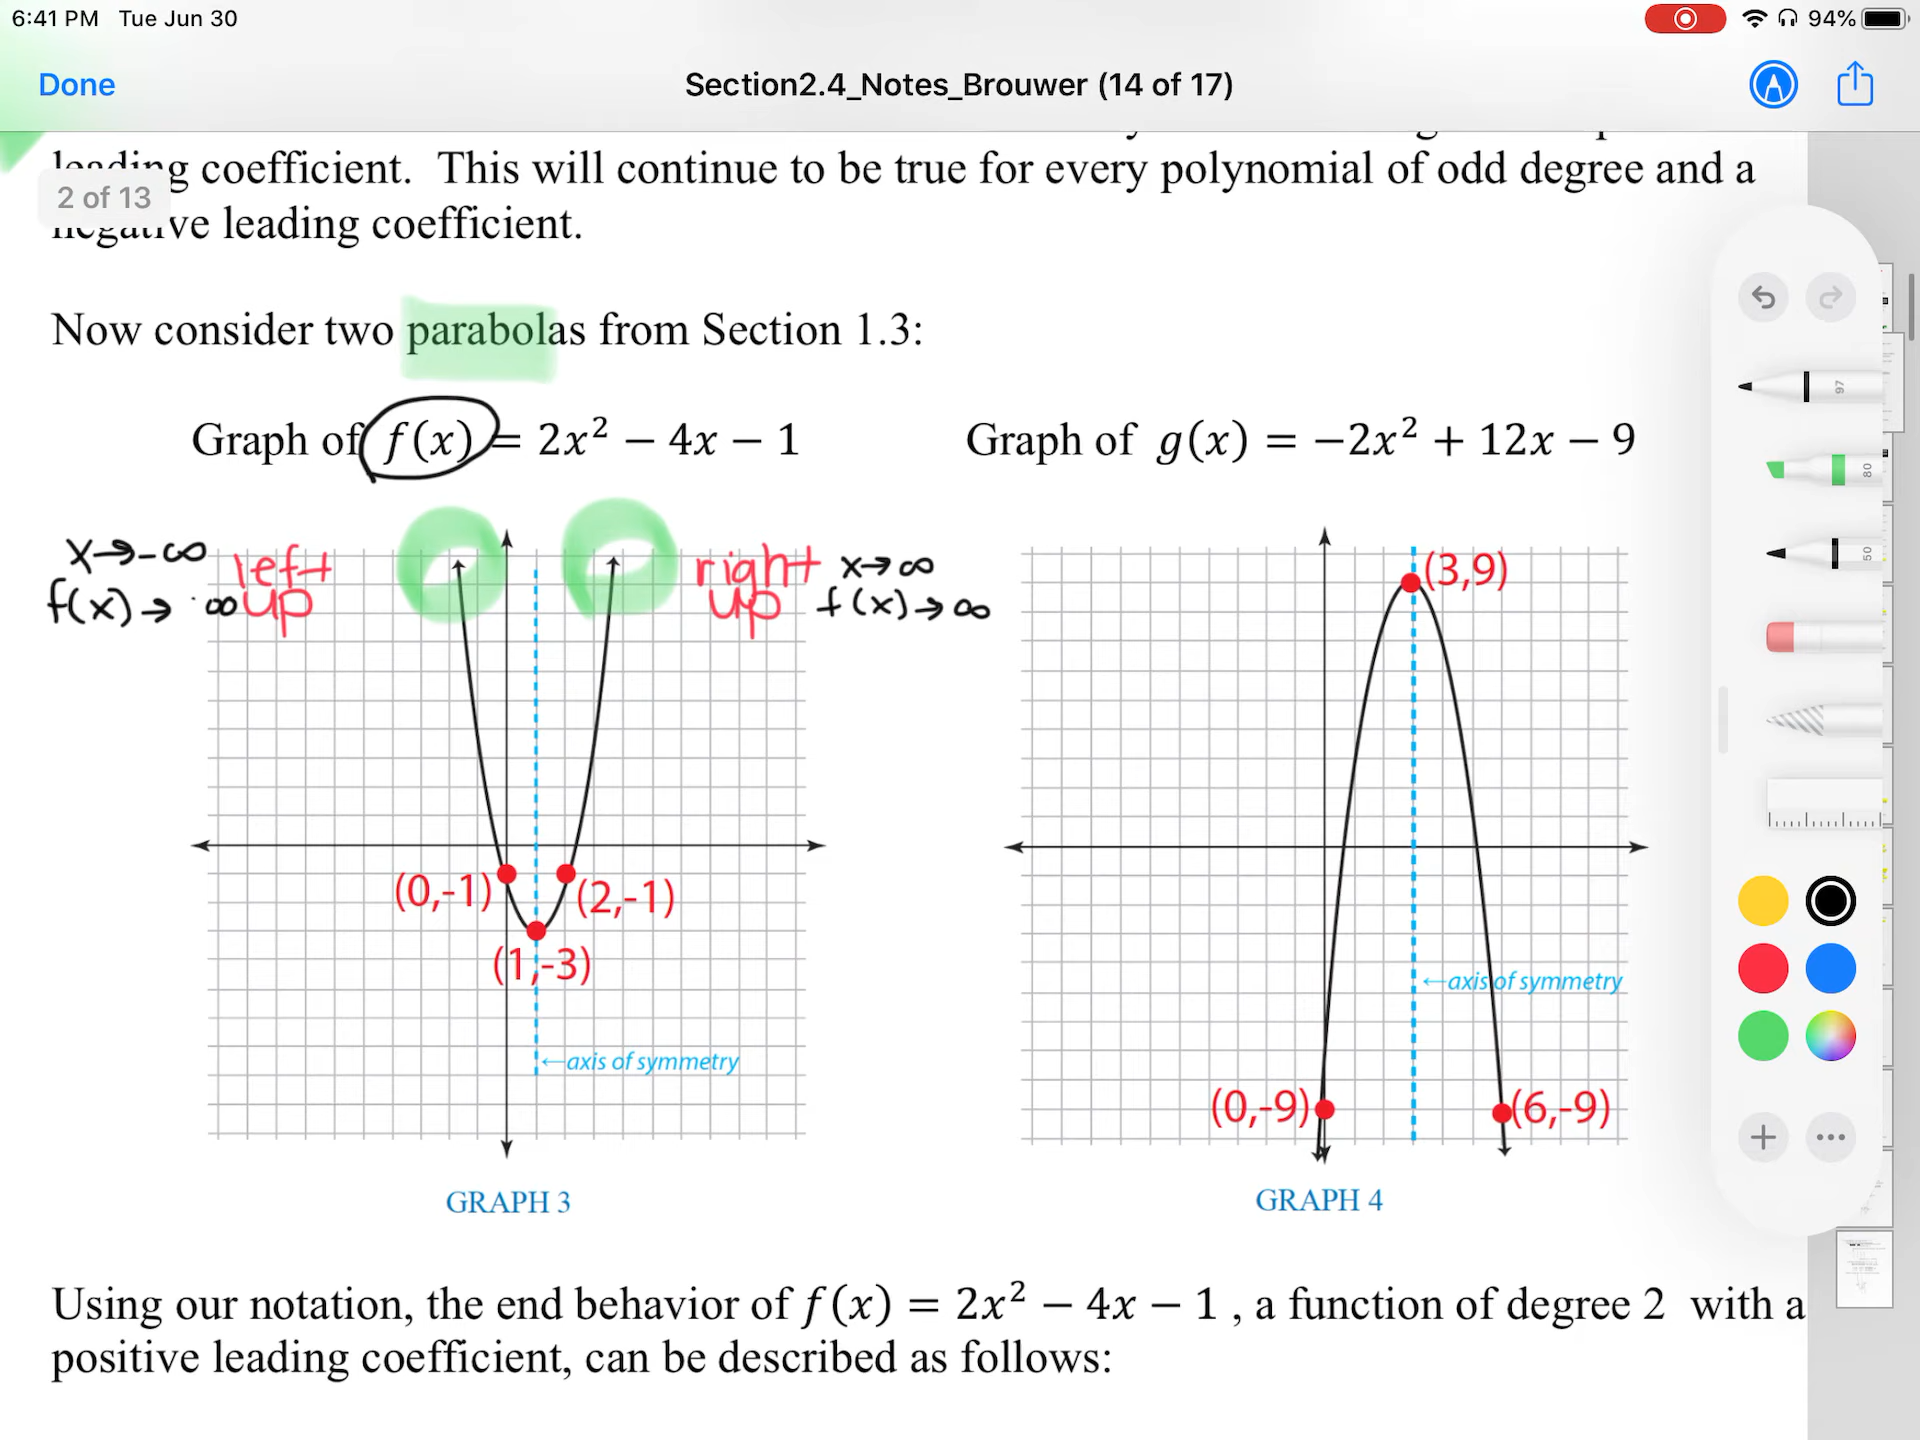 6:41 PM Tue Jun 30
94%
Done
Section2.4_Notes_Brouwer (14 of 17)
leading coefficient. This will continue to be true for every polynomial of odd degree and a
2 of 13
negative leading coefficient.
Now consider two parabolas from Section 1.3:
Graph of f(x) = 2x² − 4x − 1
Graph of g(x) = −2x² + 12x − 9
x→-∞
f(x)→ ∞
left
up
right
up
x→∞
f(x)→∞
(0,-1)
(2,-1)
(1,-3)
←axis of symmetry
GRAPH 3
(3,9)
←axis of symmetry
(0,-9)
(6,-9)
GRAPH 4
Using our notation, the end behavior of f(x) = 2x² − 4x − 1 , a function of degree 2 with a
positive leading coefficient, can be described as follows:
97
80
50